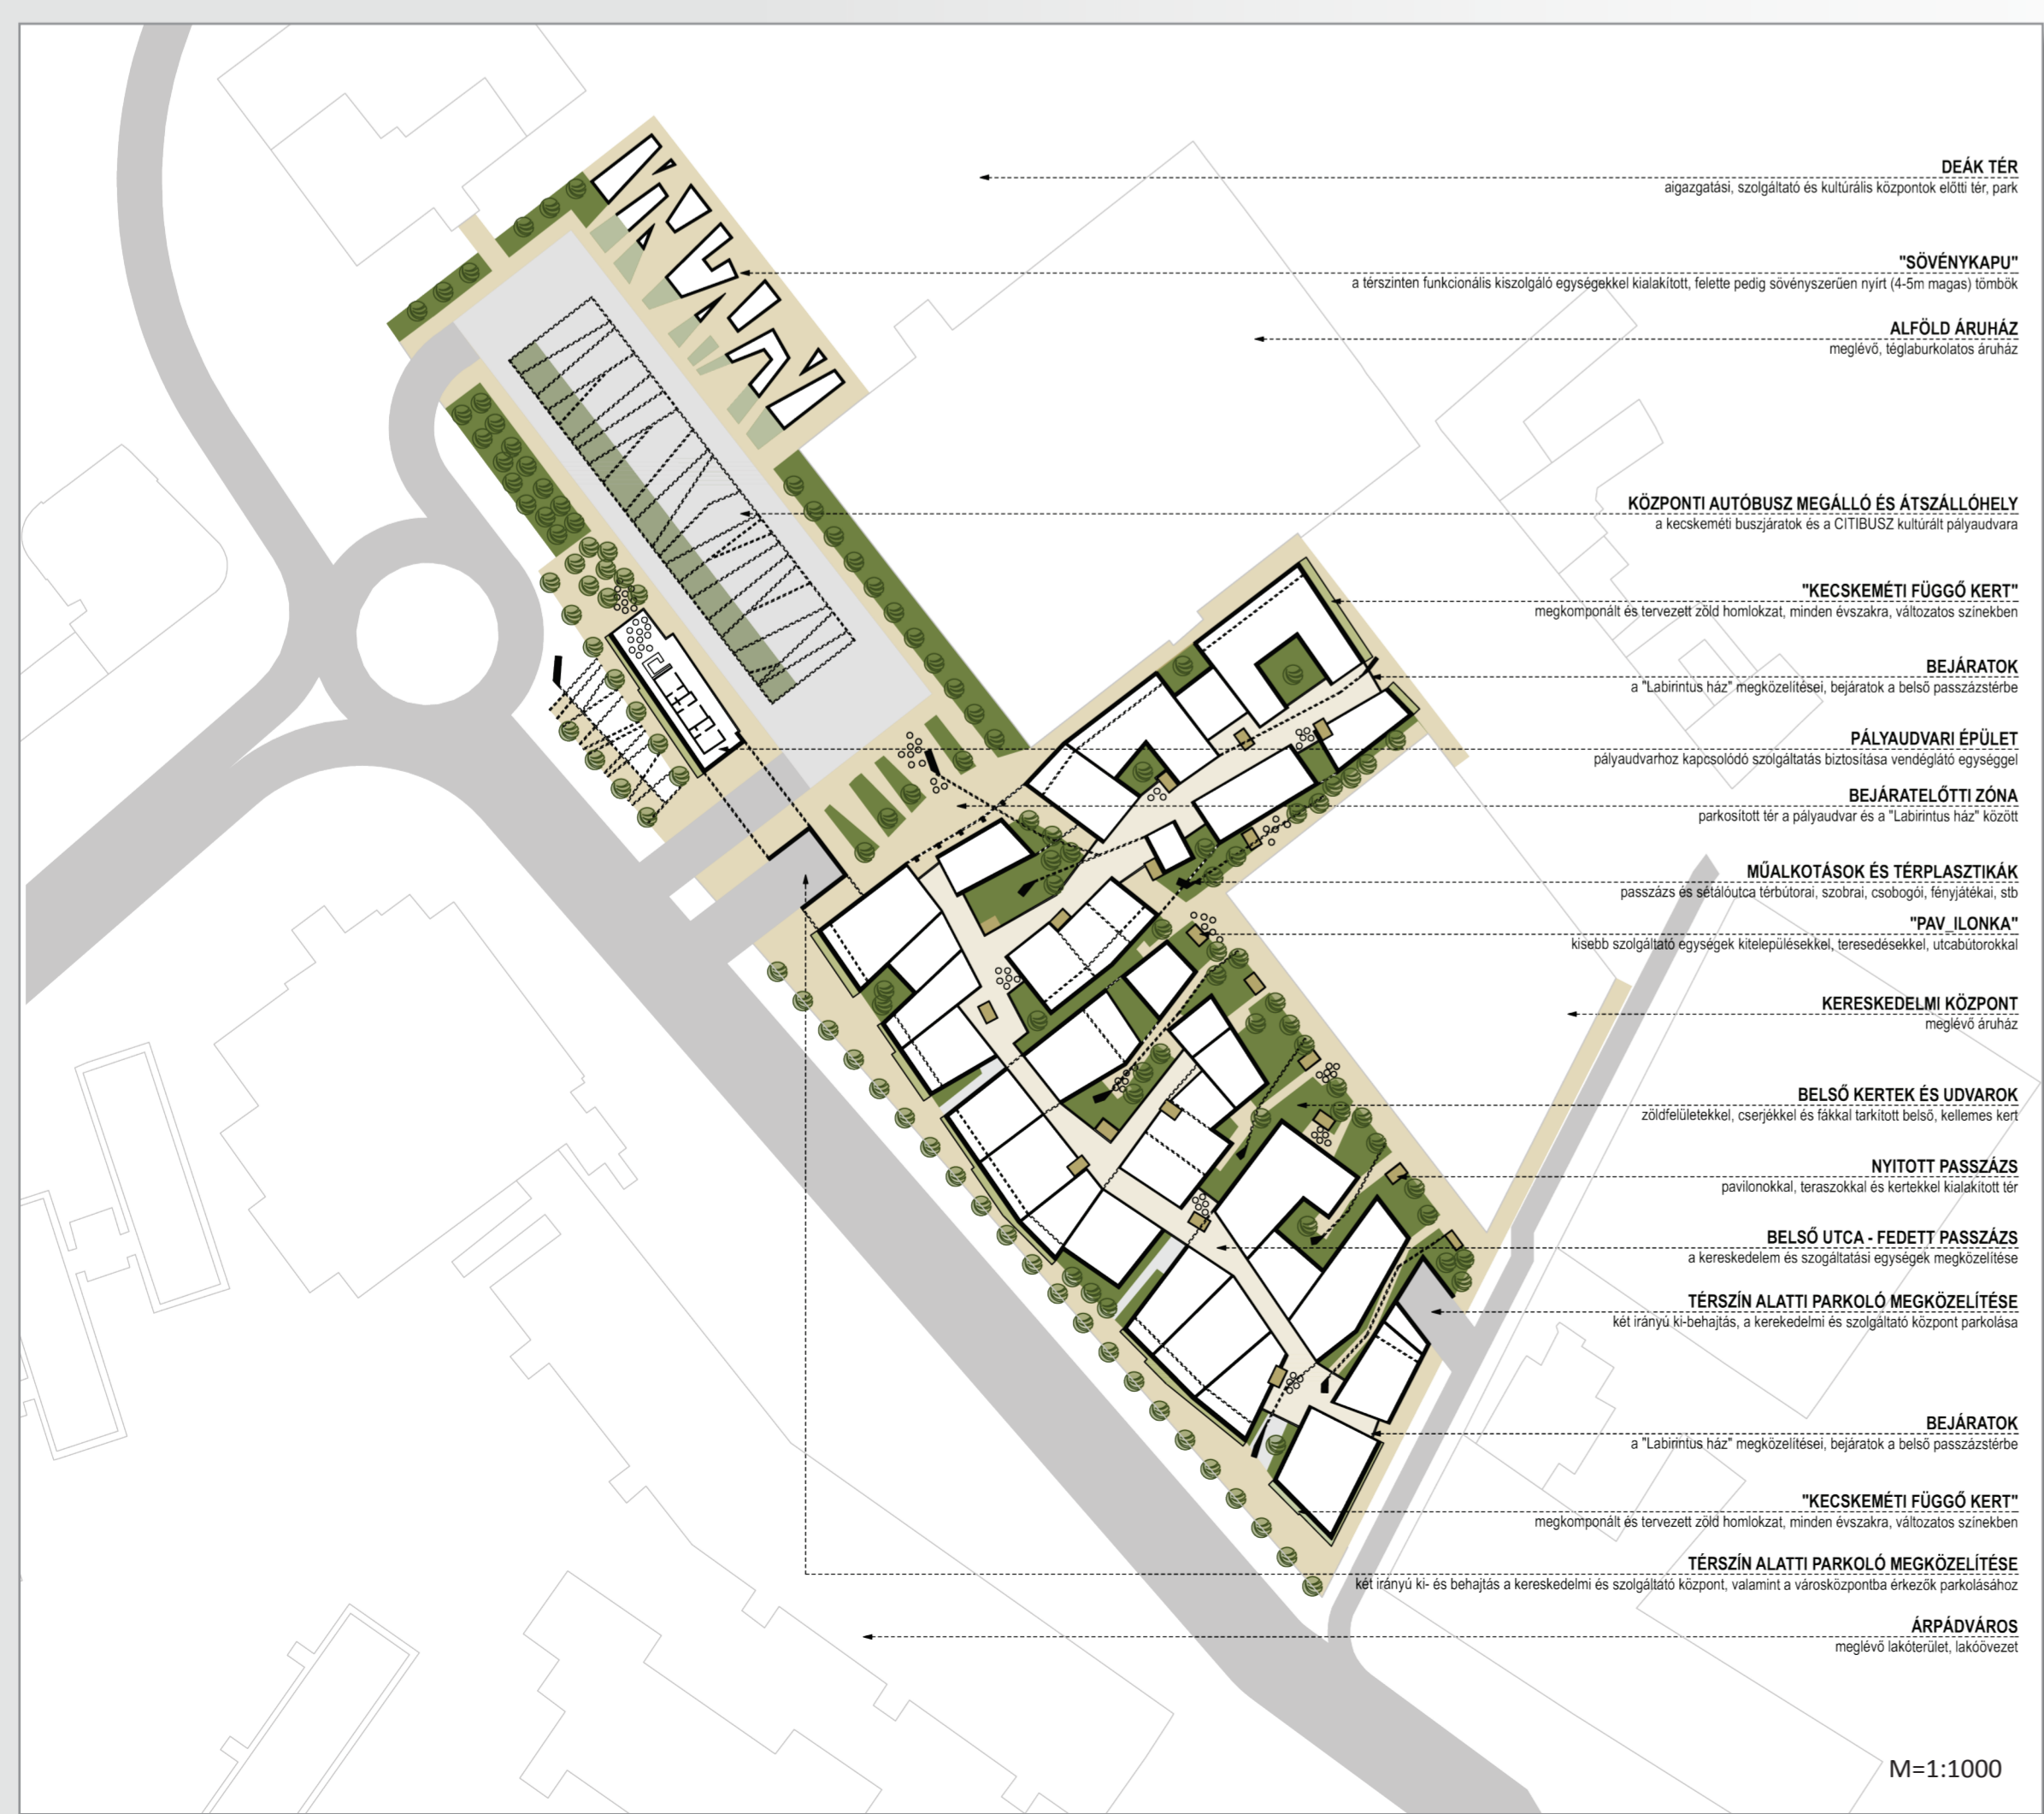 DEÁK TÉR
aigazgatási, szolgáltató és kultúrális központok előtti tér, park
"SÖVÉNYKAPU"
a térszinten funkcionális kiszolgáló egységekkel kialakított, felette pedig sövényszerűen nyírt (4-5m magas) tömbök
ALFÖLD ÁRUHÁZ
meglévő, téglaburkolatos áruház
KÖZPONTI AUTÓBUSZ MEGÁLLÓ ÉS ÁTSZÁLLÓHELY
a kecskeméti buszjáratok és a CITIBUSZ kultúrált pályaudvara
"KECSKEMÉTI FÜGGŐ KERT"
megkomponált és tervezett zöld homlokzat, minden évszakra, változatos színekben
BEJÁRATOK
a "Labirintus ház" megközelítései, bejáratok a belső passzázstérbe
PÁLYAUDVARI ÉPÜLET
pályaudvarhoz kapcsolódó szolgáltatás biztosítása vendéglátó egységgel
BEJÁRATELŐTTI ZÓNA
parkosított tér a pályaudvar és a "Labirintus ház" között
MŰALKOTÁSOK ÉS TÉRPLASZTIKÁK
passzázs és sétálóutca térbútorai, szobrai, csobogói, fényjátékai, stb
"PAV_ILONKA"
kisebb szolgáltató egységek kitelepülésekkel, teresedésekkel, utcabútorokkal
KERESKEDELMI KÖZPONT
meglévő áruház
BELSŐ KERTEK ÉS UDVAROK
zöldfelületekkel, cserjékkel és fákkal tarkított belső, kellemes kert
NYITOTT PASSZÁZS
pavilonokkal, teraszokkal és kertekkel kialakított tér
BELSŐ UTCA - FEDETT PASSZÁZS
a kereskedelem és szogáltatási egységek megközelítése
TÉRSZÍN ALATTI PARKOLÓ MEGKÖZELÍTÉSE
két irányú ki-behajtás, a kerekedelmi és szolgáltató központ parkolása
BEJÁRATOK
a "Labirintus ház" megközelítései, bejáratok a belső passzázstérbe
"KECSKEMÉTI FÜGGŐ KERT"
megkomponált és tervezett zöld homlokzat, minden évszakra, változatos színekben
TÉRSZÍN ALATTI PARKOLÓ MEGKÖZELÍTÉSE
két irányú ki- és behajtás a kereskedelmi és szolgáltató központ, valamint a városközpontba érkezők parkolásához
ÁRPÁDVÁROS
meglévő lakóterület, lakóövezet
M=1:1000